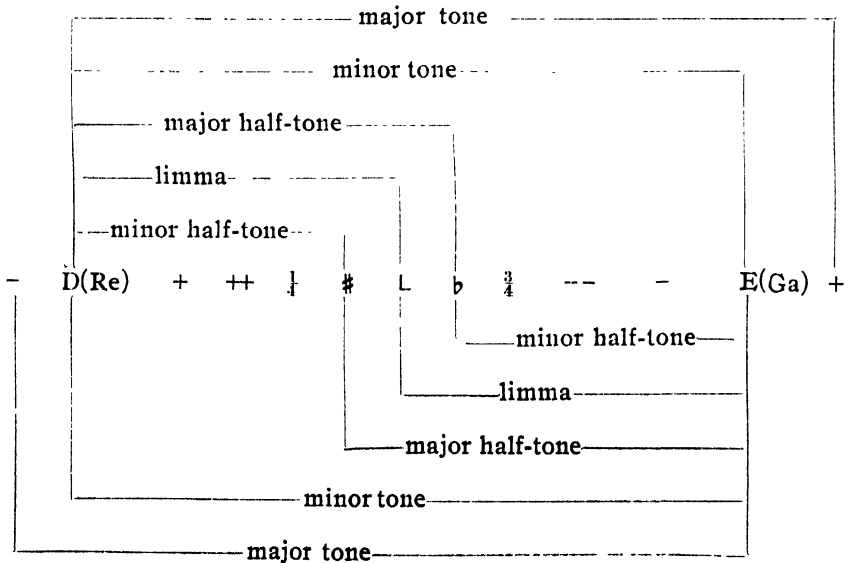 major tone
minor tone
major half-tone
limma
minor half-tone
- D(Re) + ++ ¼ ♯ L ♭ ¾ -- - E(Ga) +
minor half-tone
limma
major half-tone
minor tone
major tone